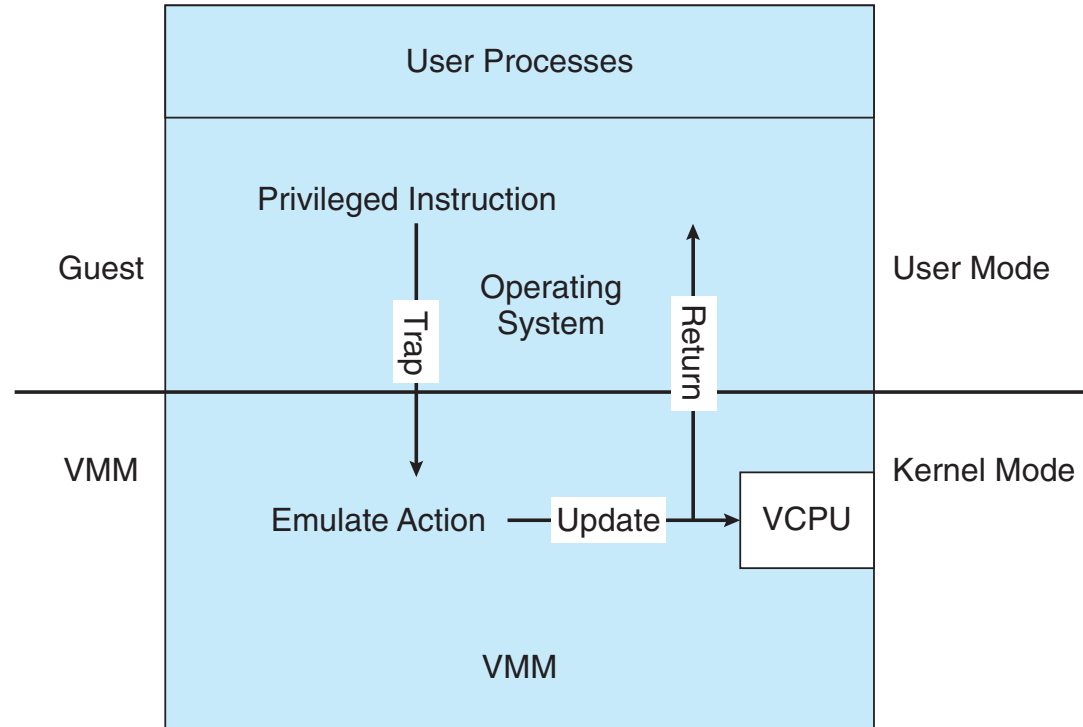 User Processes
Privileged Instruction
Guest
Operating
System
User Mode
Trap
Return
VMM
Kernel Mode
Emulate Action
Update
VCPU
VMM